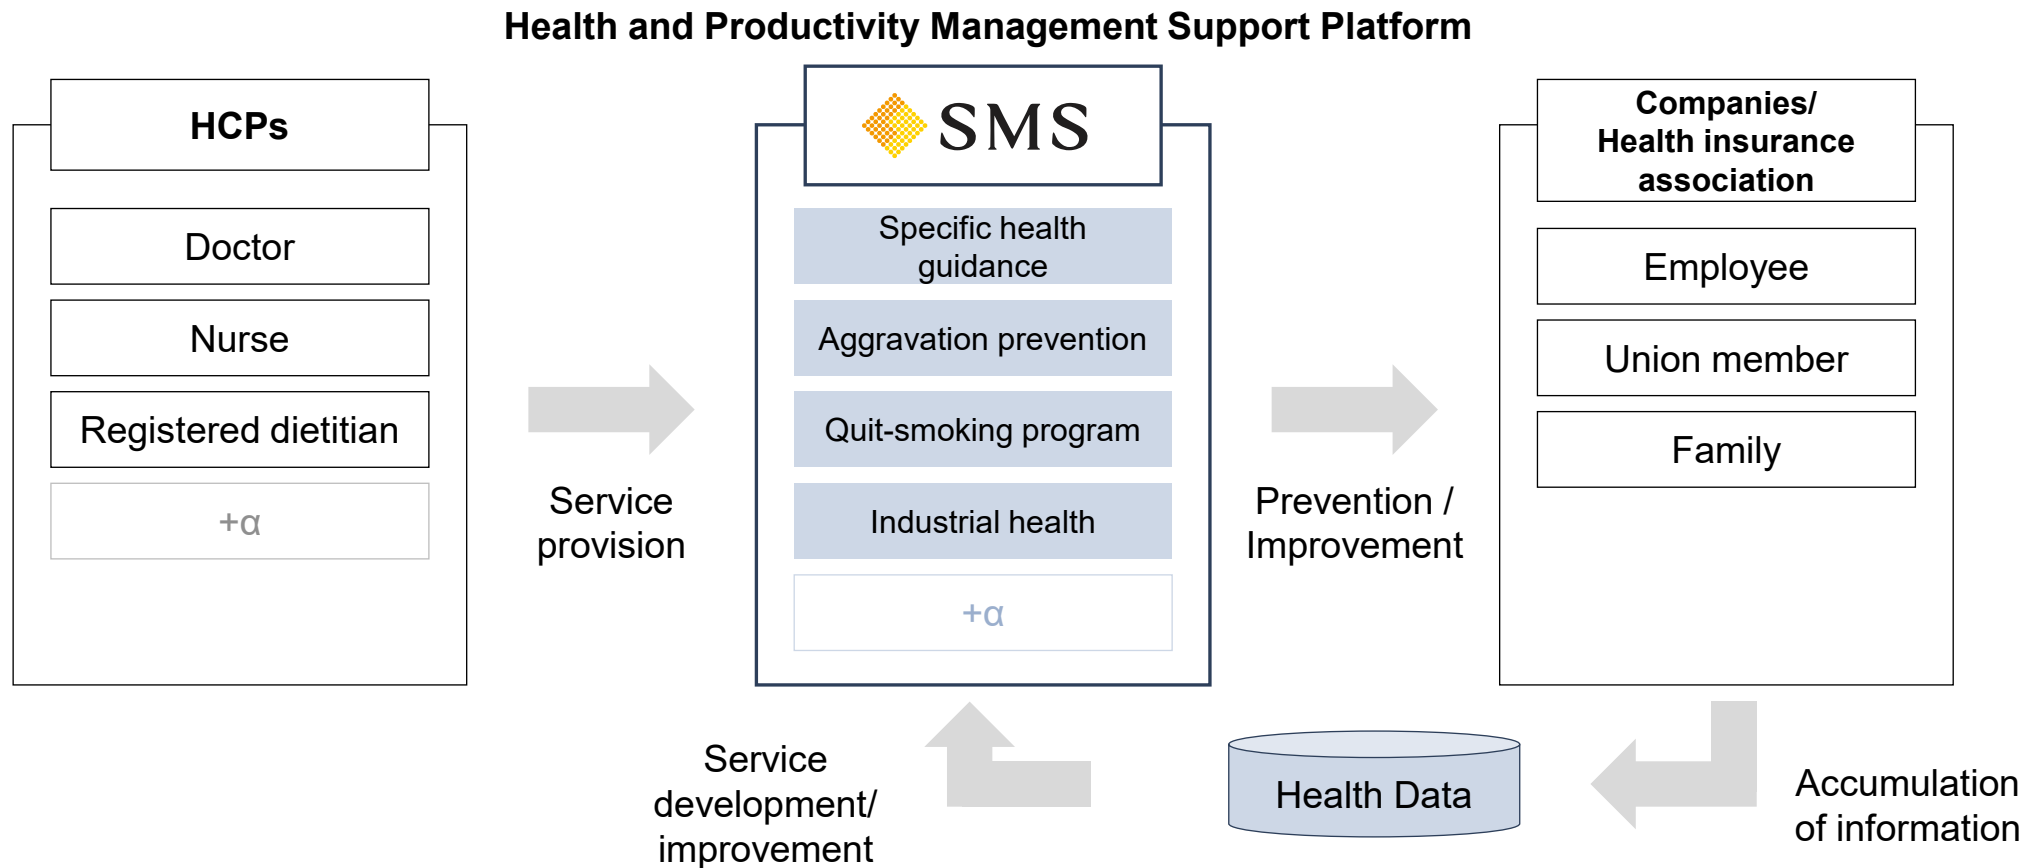 Health and Productivity Management Support Platform
HCPs
Doctor
Nurse
Registered dietitian
+α
Service
provision
SMS
Specific health
guidance
Aggravation prevention
Quit-smoking program
Industrial health
+α
Prevention /
Improvement
Companies/
Health insurance
association
Employee
Union member
Family
Accumulation
of information
Health Data
Service
development/
improvement